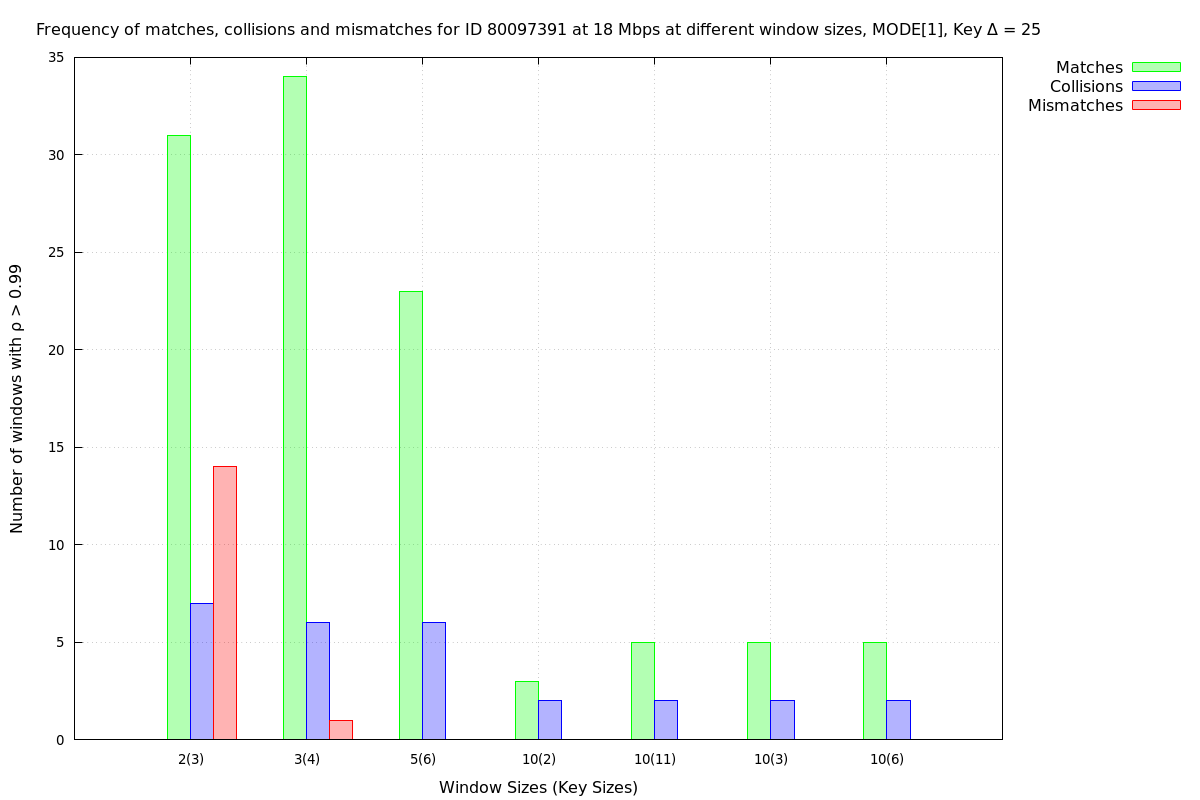 Frequency of matches, collisions and mismatches for ID 80097391 at 18 Mbps at different window sizes, MODE[1], Key Δ = 25
Matches
Collisions
Mismatches
Number of windows with ρ > 0.99
35
30
25
20
15
10
5
0
2(3) 3(4) 5(6) 10(2) 10(11) 10(3) 10(6)
Window Sizes (Key Sizes)